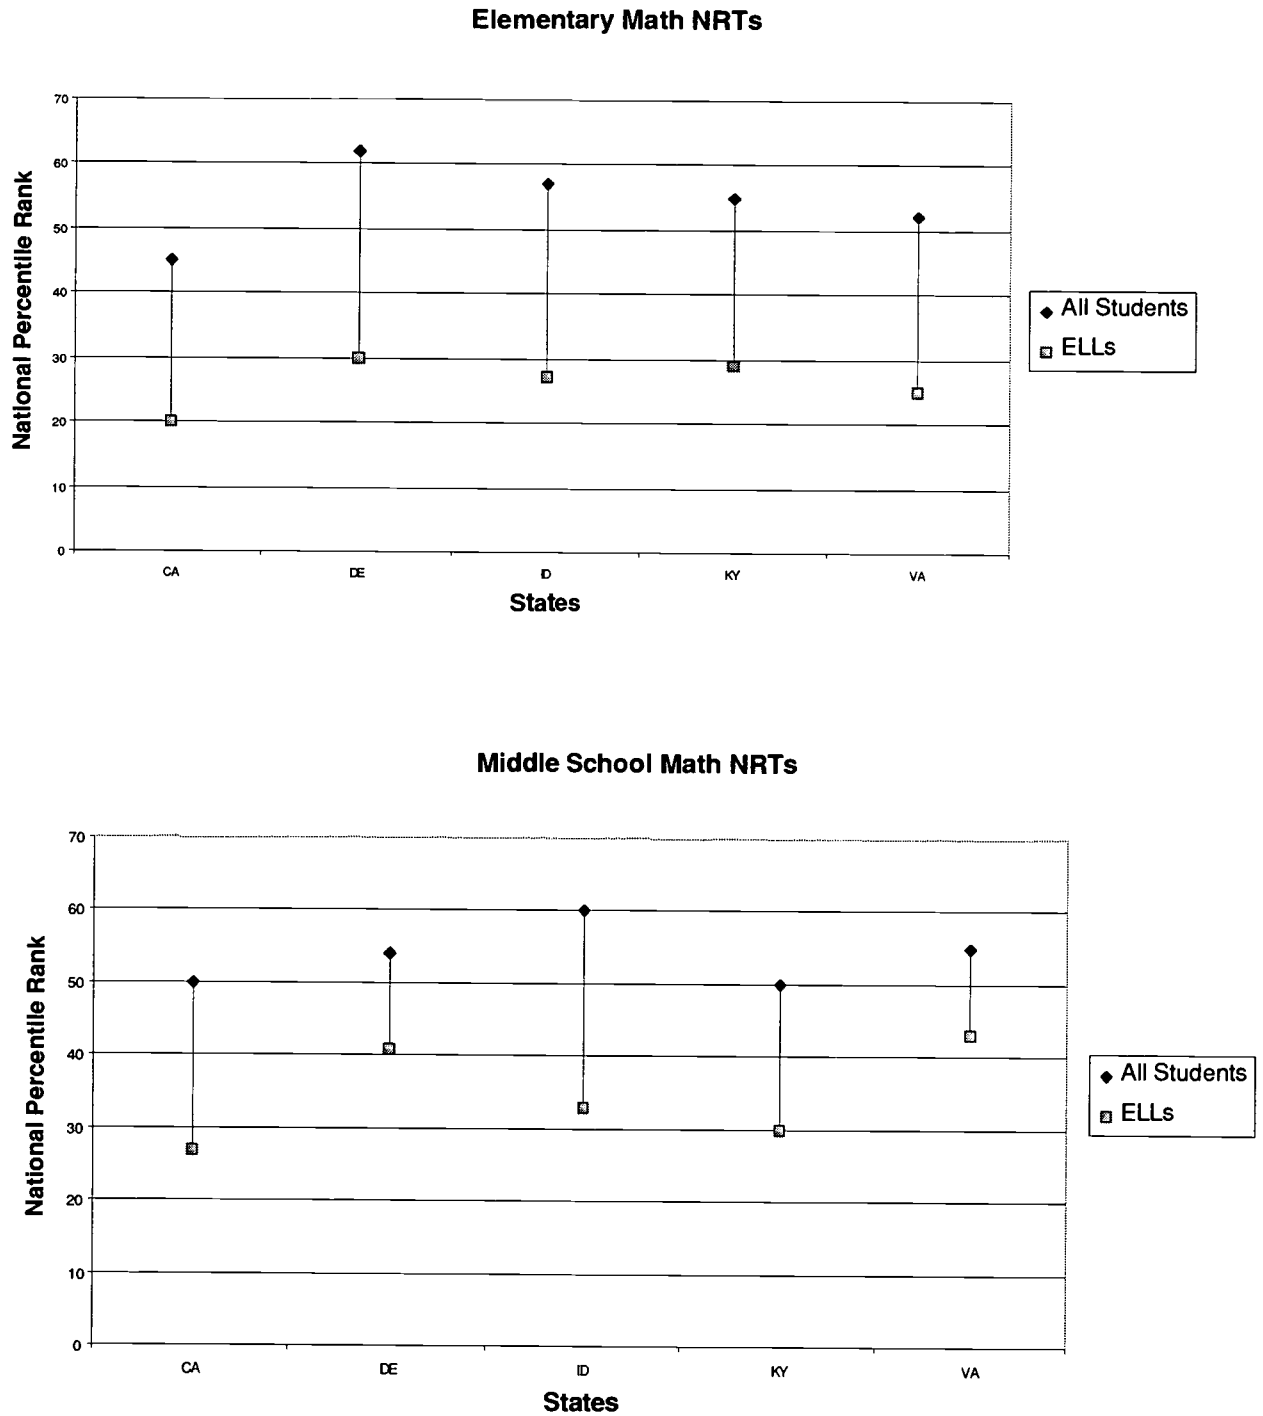 Elementary Math NRTs
70
60
50
40
30
20
10
0
National Percentile Rank
CA DE ID KY VA
States
All Students
ELLs
Middle School Math NRTs
70
60
50
40
30
20
10
0
National Percentile Rank
CA DE ID KY VA
States
All Students
ELLs